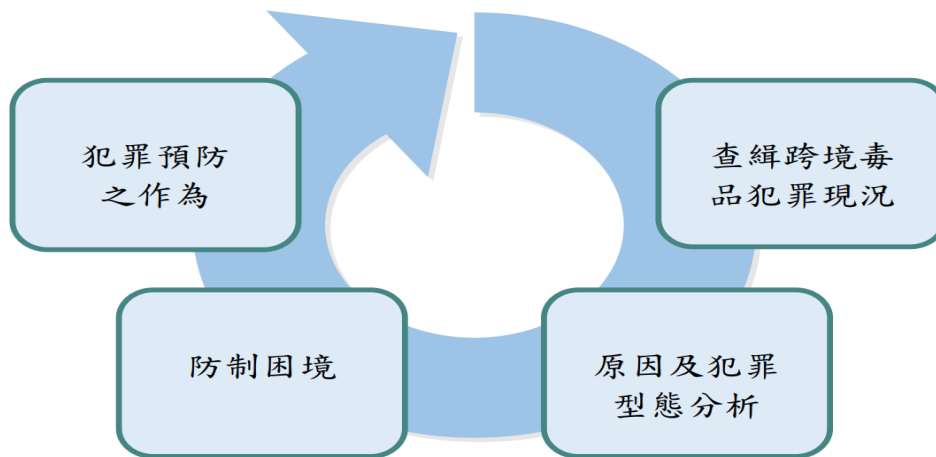 犯罪預防
之作為
查緝跨境毒
品犯罪現況
防制困境
原因及犯罪
型態分析